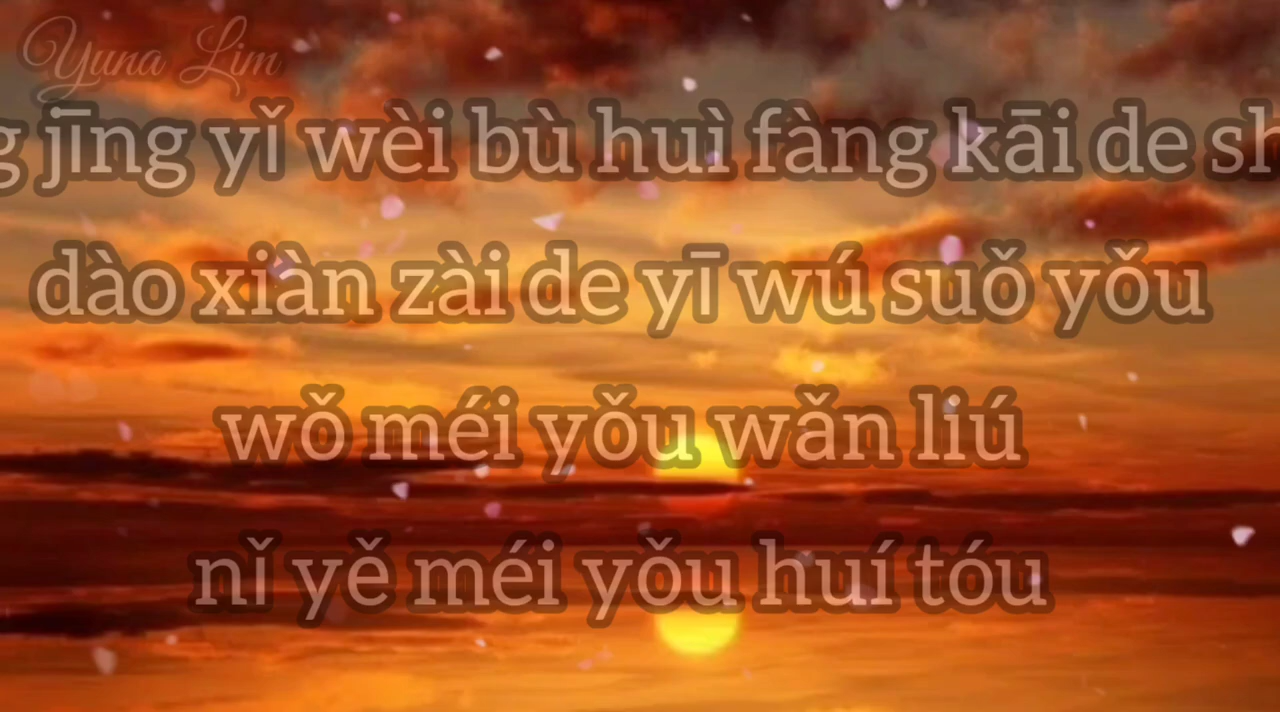 Yuna Lim
jīng yǐ wèi bù huì fàng kāi de
dào xiàn zài de yī wú suǒ yǒu
wǒ méi yǒu wǎn liú
nǐ yě méi yǒu huí tóu